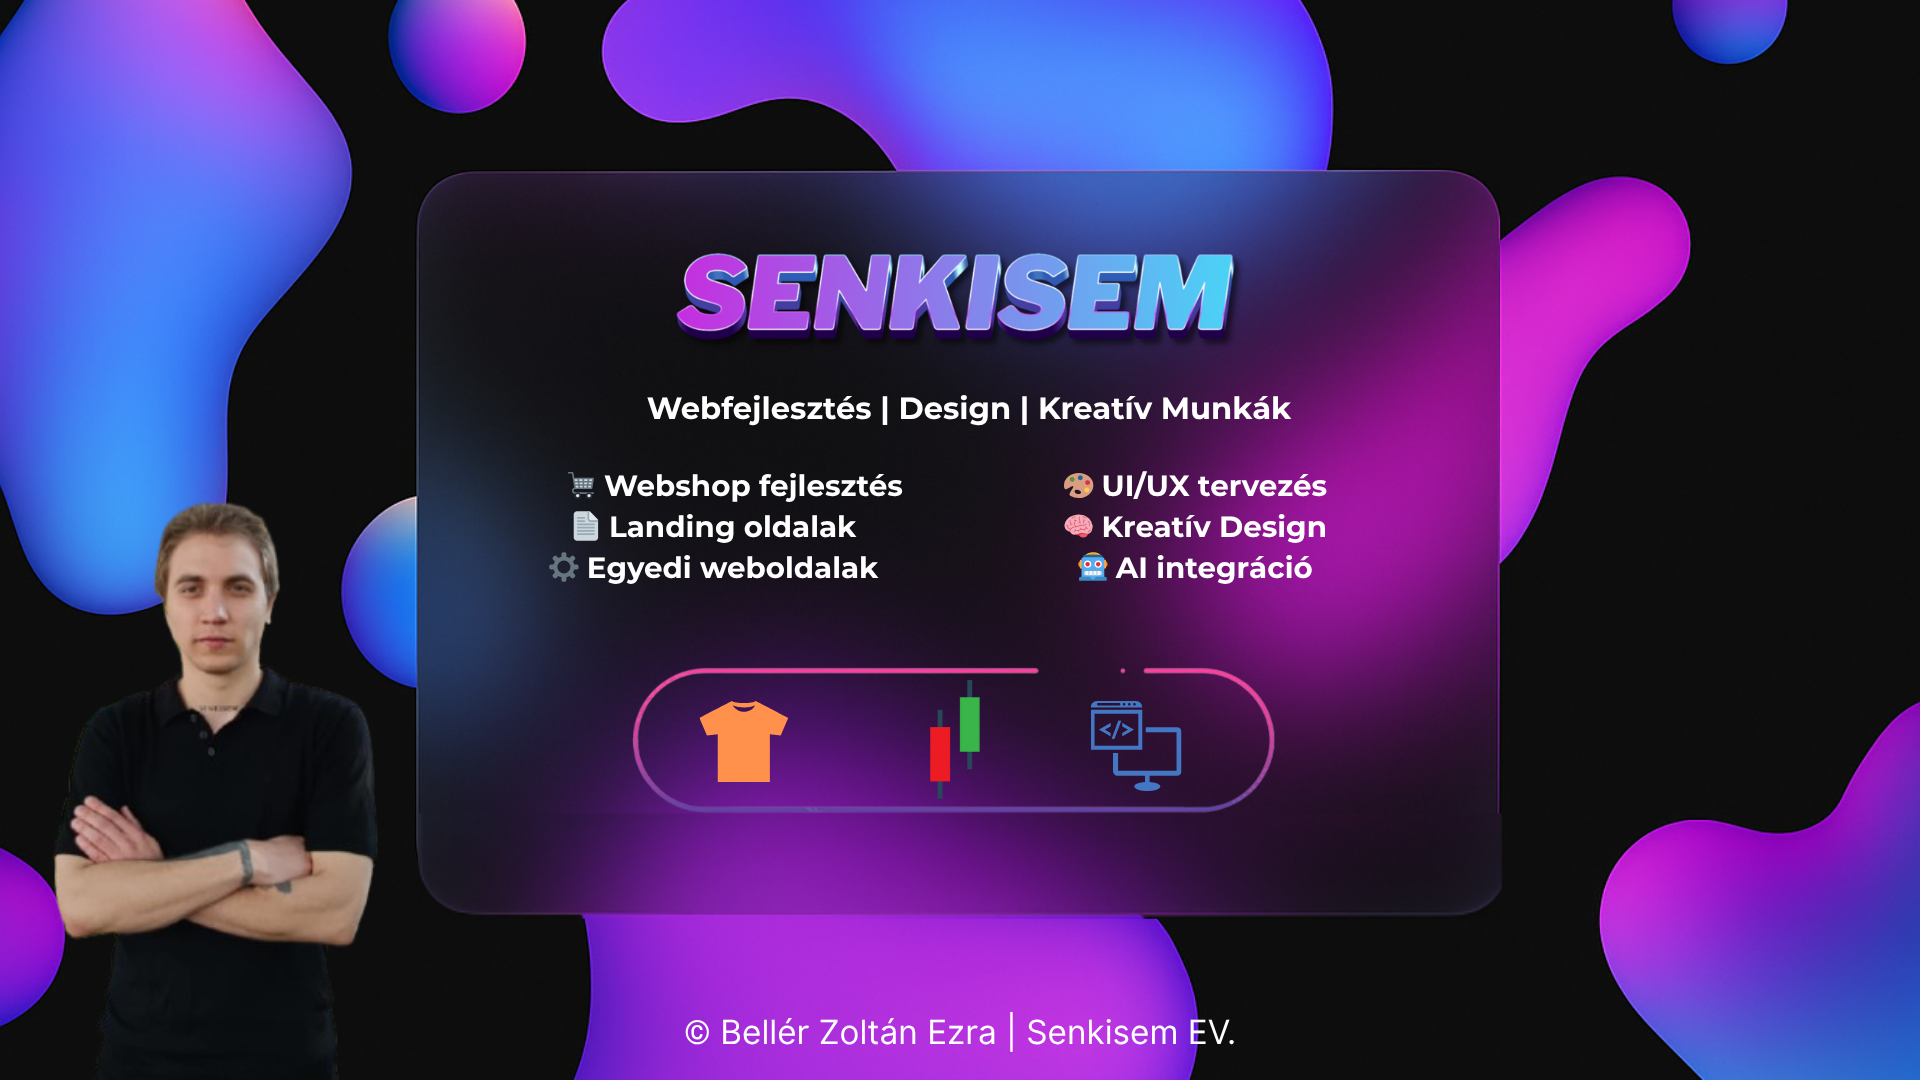 SENKISEM
Webfejlesztés | Design | Kreatív Munkák
Webshop fejlesztés
Landing oldalak
Egyedi weboldalak
UI/UX tervezés
Kreatív Design
AI integráció
</>
© Bellér Zoltán Ezra | Senkisem EV.